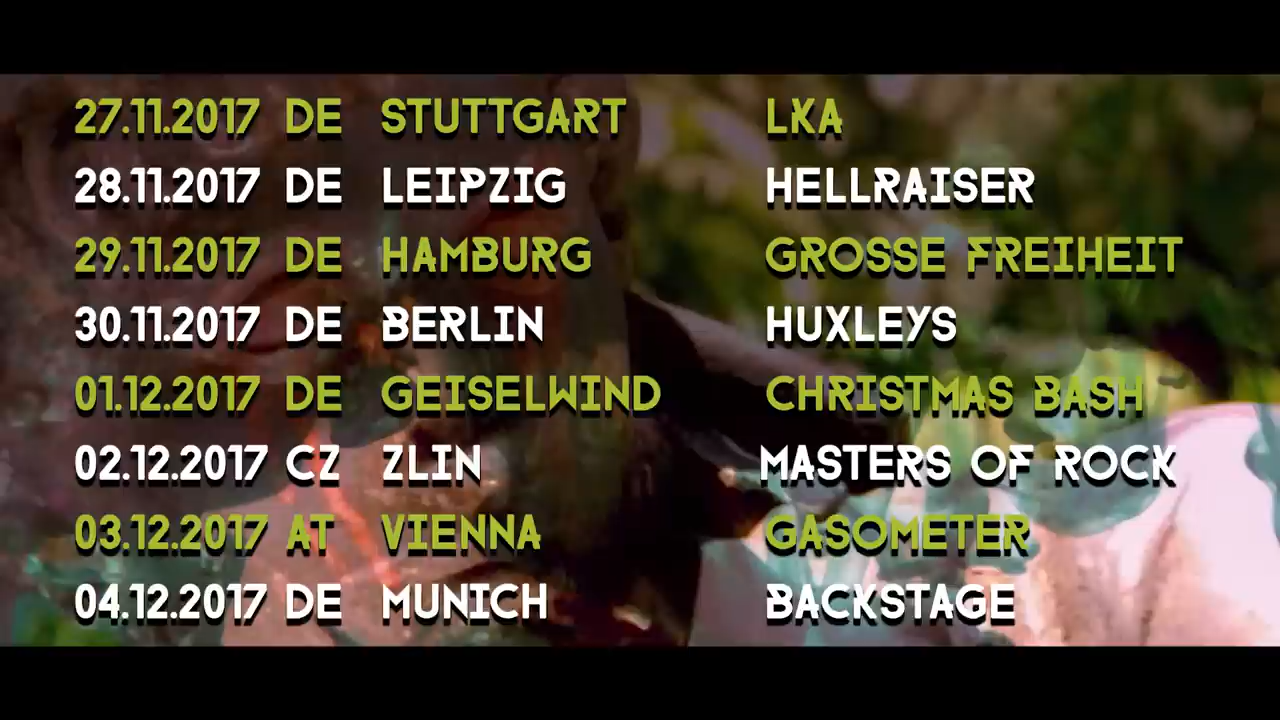 27.11.2017 DE STUTTGART LKA
28.11.2017 DE LEIPZIG HELLRAISER
29.11.2017 DE HAMBURG GROSSE FREIHEIT
30.11.2017 DE BERLIN HUXLEYS
01.12.2017 DE GEISELWIND CHRISTMAS BASH
02.12.2017 CZ ZLIN MASTERS OF ROCK
03.12.2017 AT VIENNA GASOMETER
04.12.2017 DE MUNICH BACKSTAGE